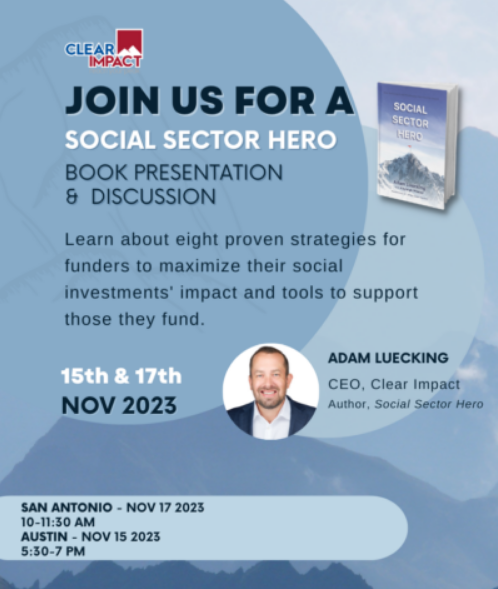 CLEAR
IMPACT
JOIN US FOR A
SOCIAL SECTOR HERO
BOOK PRESENTATION
& DISCUSSION
SOCIAL
SECTOR
HERO
Learn about eight proven strategies for
funders to maximize their social
investments' impact and tools to support
those they fund.
15th & 17th
NOV 2023
ADAM LUECKING
CEO, Clear Impact
Author, Social Sector Hero
SAN ANTONIO - NOV 17 2023
10-11:30 AM
AUSTIN - NOV 15 2023
5:30-7 PM